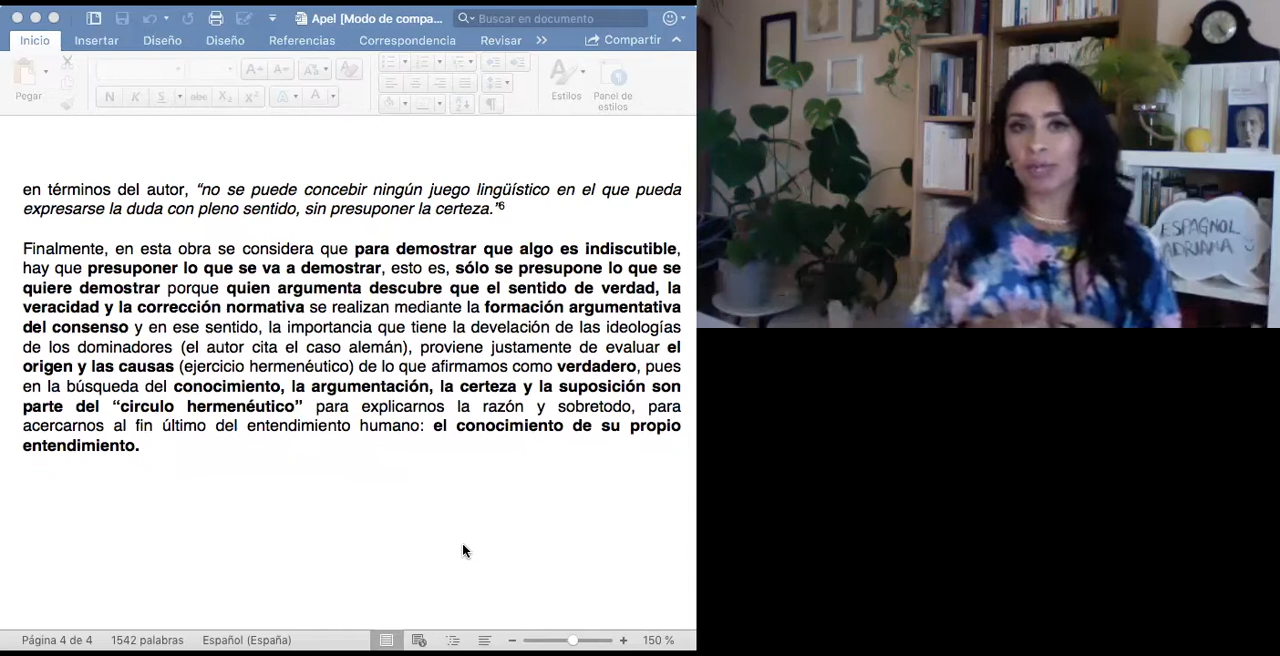 Apel [Modo de compa...
Buscar en documento
Inicio
Insertar
Diseño
Diseño
Referencias
Correspondencia
Revisar
Compartir
Pegar
N K S abc X₂ X² A A
Estilos
Panel de
estilos
en términos del autor, “no se puede concebir ningún juego lingüístico en el que pueda
expresarse la duda con pleno sentido, sin presuponer la certeza.”6
Finalmente, en esta obra se considera que para demostrar que algo es indiscutible,
hay que presuponer lo que se va a demostrar, esto es, sólo se presupone lo que se
quiere demostrar porque quien argumenta descubre que el sentido de verdad, la
veracidad y la corrección normativa se realizan mediante la formación argumentativa
del consenso y en ese sentido, la importancia que tiene la develación de las ideologías
de los dominadores (el autor cita el caso alemán), proviene justamente de evaluar el
origen y las causas (ejercicio hermenéutico) de lo que afirmamos como verdadero, pues
en la búsqueda del conocimiento, la argumentación, la certeza y la suposición son
parte del “circulo hermenéutico” para explicarnos la razón y sobretodo, para
acercarnos al fin último del entendimiento humano: el conocimiento de su propio
entendimiento.
Página 4 de 4
1542 palabras
Español (España)
150 %
ESPAGNOL
ADRIANA